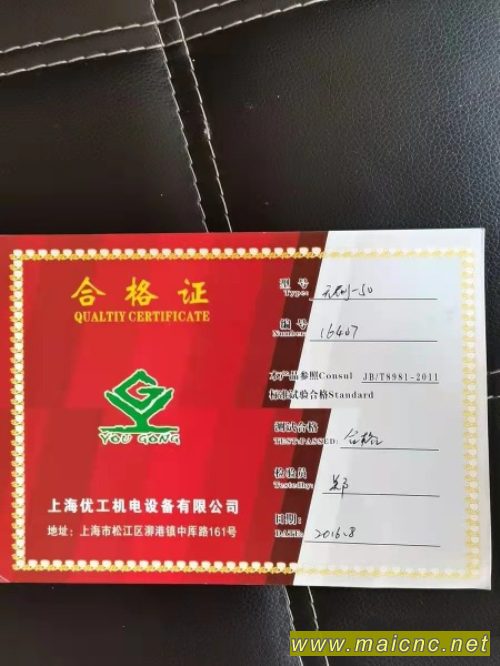 合格证
QUALTIY CERTIFICATE
YOU GONG
上海优工机电设备有限公司
地址：上海市松江区泖港镇中厍路161号
型号
Type: -50
编号
Number: 16407
本产品参照Consul JB/T8981-2011
标准试验合格Standard
测试合格
TEST-PASSED: 合格
检验员
Testedby: 郑
日期:
DATE: 2016.8
www.maicnc.net